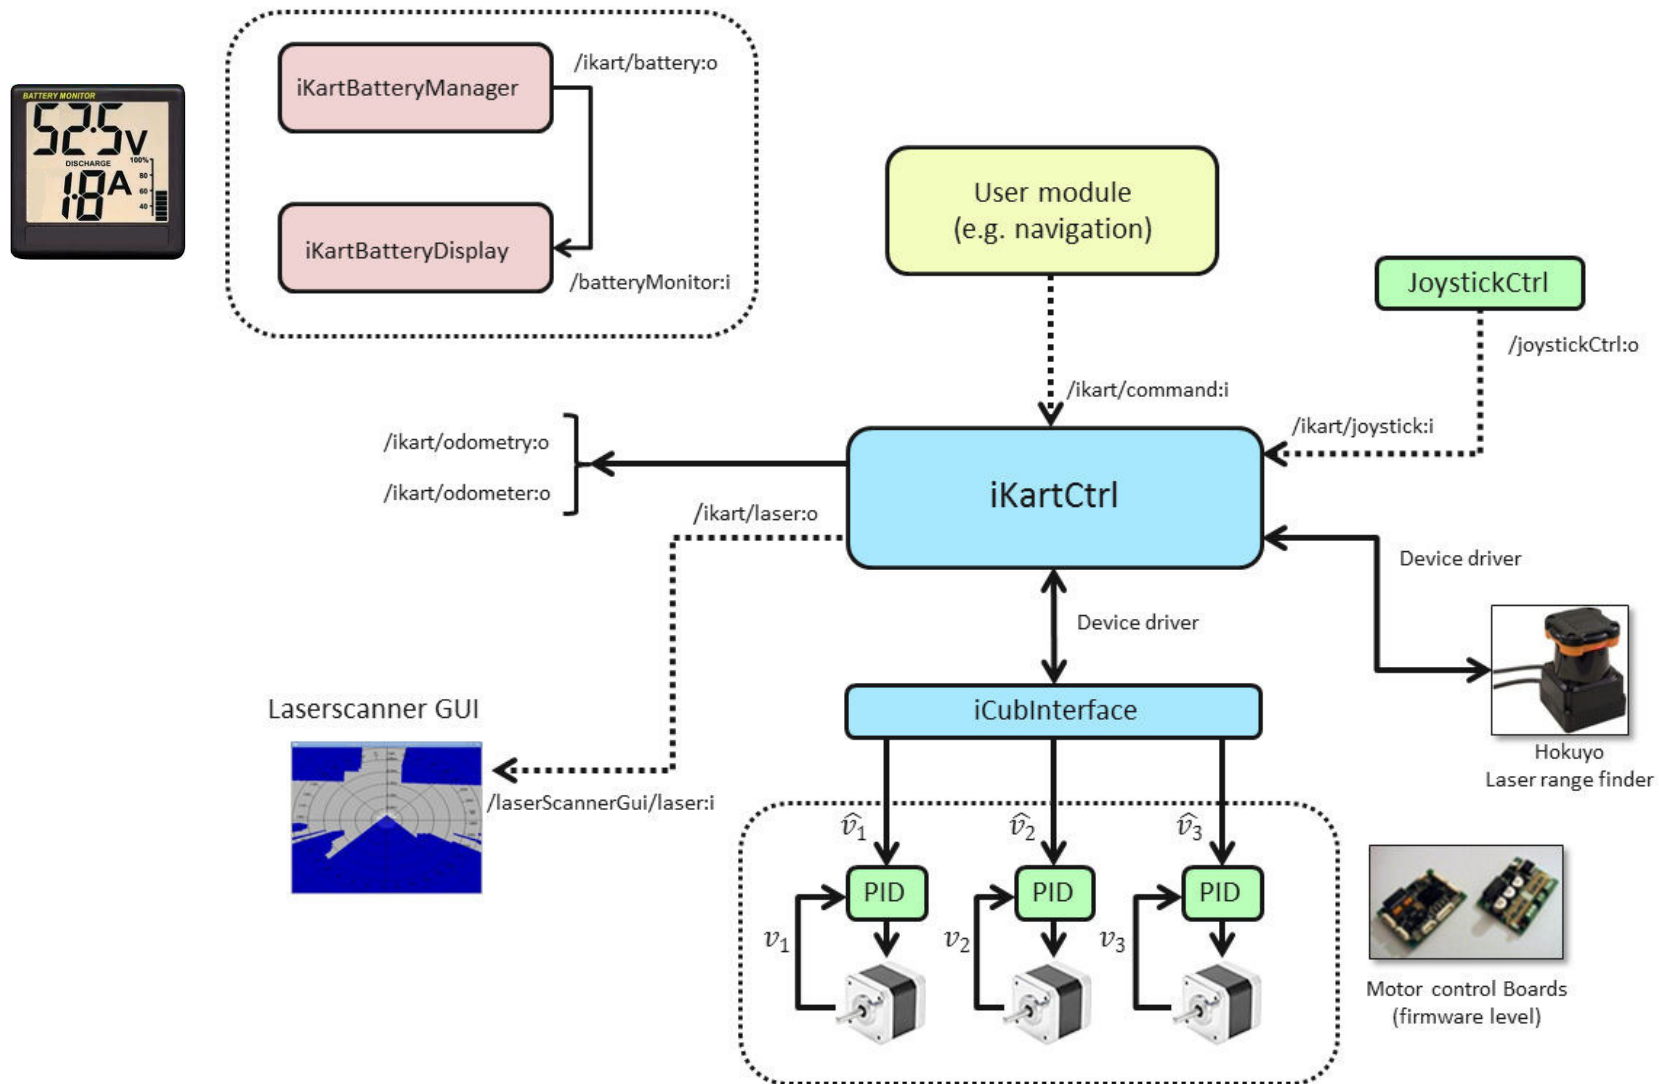 iKartBatteryManager
/ikart/battery:o
BATTERY MONITOR
52.5V
DISCHARGE
100%
80
60
40
1.8A
iKartBatteryDisplay
/batteryMonitor:i
User module
(e.g. navigation)
JoystickCtrl
/joystickCtrl:o
/ikart/command:i
/ikart/joystick:i
/ikart/odometry:o
/ikart/odometer:o
/ikart/laser:o
iKartCtrl
Device driver
Device driver
iCubInterface
Laserscanner GUI
/laserScannerGui/laser:i
Hokuyo
Laser range finder
v̂₁
v̂₂
v̂₃
PID
PID
PID
v₁
v₂
v₃
Motor control Boards
(firmware level)